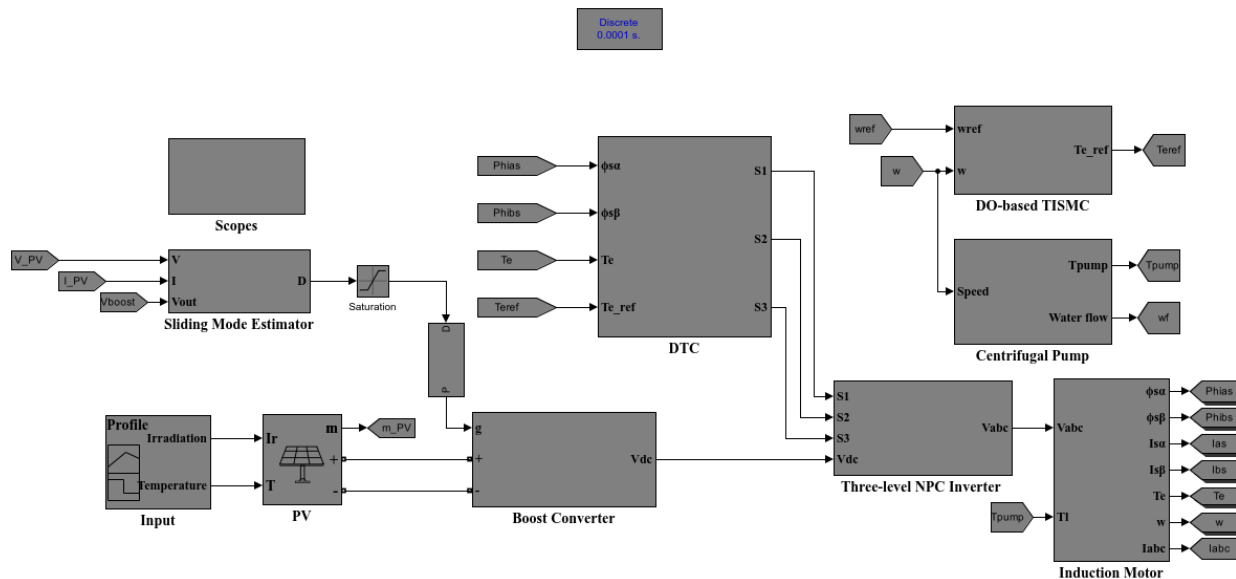 Discrete
0.0001 s.
Scopes
V_PV
I_PV
Vboost
V
I
Vout
D
Sliding Mode Estimator
Saturation
D
P
Phias
Phibs
Te
Teref
ϕsα
ϕsβ
Te
Te_ref
S1
S2
S3
DTC
wref
w
wref
w
Te_ref
Teref
DO-based TISMC
Speed
Tpump
Water flow
Tpump
wf
Centrifugal Pump
Profile
Irradiation
Temperature
Input
Ir
T
m
+
-
PV
m_PV
g
+
-
Vdc
Boost Converter
S1
S2
S3
Vdc
Vabc
Three-level NPC Inverter
Tpump
Vabc
Tl
ϕsα
ϕsβ
Isα
Isβ
Te
w
Iabc
Phias
Phibs
Ias
Ibs
Te
w
Iabc
Induction Motor